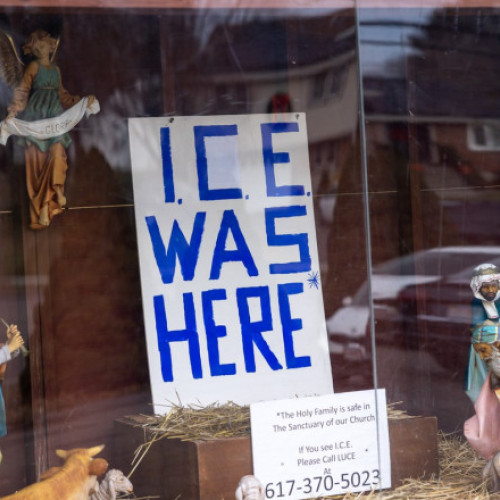 I.C.E.
WAS
HERE*
*The Holy Family is safe in
The Sanctuary of our Church
If You see I.C.E.
Please Call LUCE
At
617-370-5023